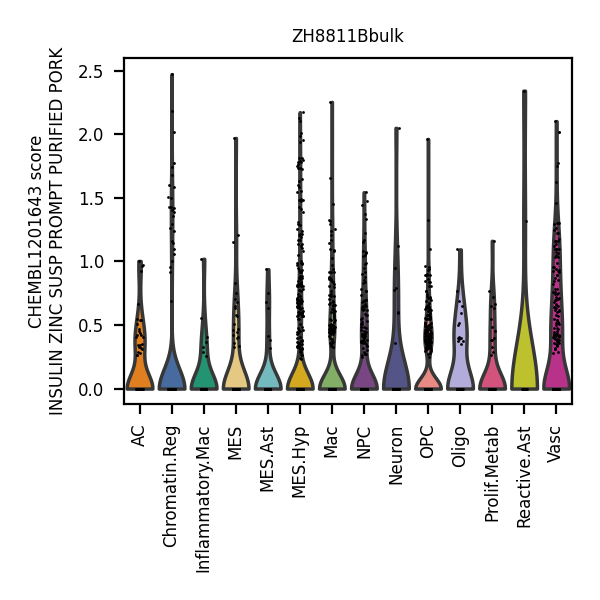 ZH8811Bbulk
CHEMBL1201643 score
INSULIN ZINC SUSP PROMPT PURIFIED PORK
2.5
2.0
1.5
1.0
0.5
0.0
AC
Chromatin.Reg
Inflammatory.Mac
MES
MES.Ast
MES.Hyp
Mac
NPC
Neuron
OPC
Oligo
Prolif.Metab
Reactive.Ast
Vasc